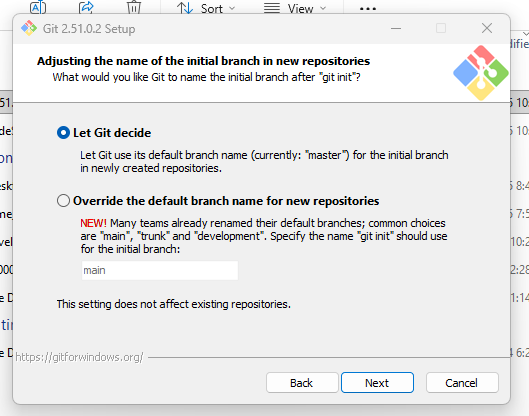 Sort
View
Git 2.51.0.2 Setup
Adjusting the name of the initial branch in new repositories
What would you like Git to name the initial branch after "git init"?
Let Git decide
Let Git use its default branch name (currently: "master") for the initial branch
in newly created repositories.
Override the default branch name for new repositories
NEW! Many teams already renamed their default branches; common choices
are "main", "trunk" and "development". Specify the name "git init" should use
for the initial branch:
main
This setting does not affect existing repositories.
https://gitforwindows.org/
Back
Next
Cancel